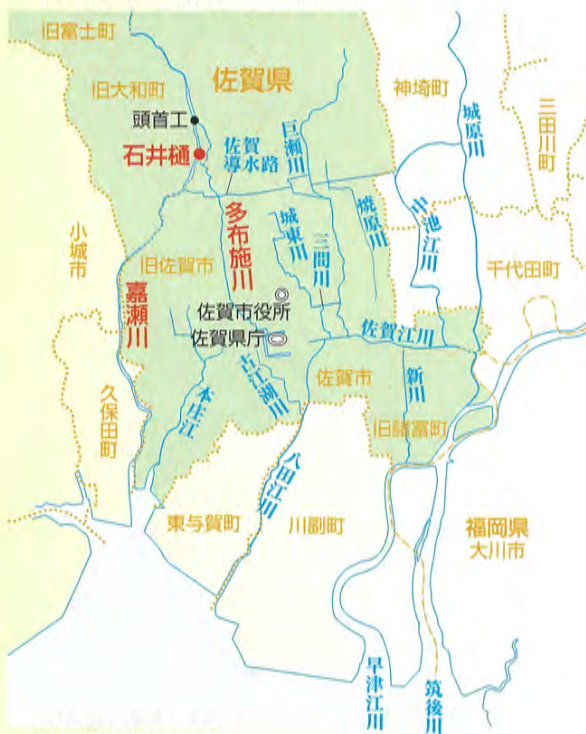 旧富士町
旧大和町
佐賀県
神埼町
三田川町
頭首工
石井樋
佐賀導水路
巨瀬川
城原川
中池江川
焼原川
城東川
三間川
多布施川
小城市
旧佐賀市
嘉瀬川
千代田町
佐賀市役所
佐賀県庁
佐賀江川
久保田町
本庄江
古江湖川
佐賀市
新川
旧諸富町
八田江川
東与賀町
川副町
福岡県
大川市
早津江川
筑後川